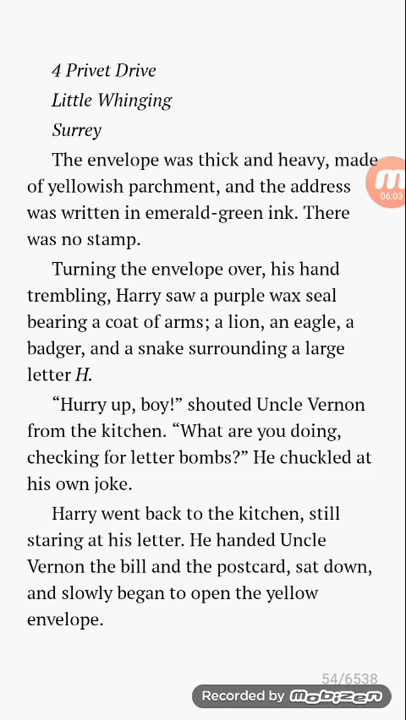 4 Privet Drive
Little Whinging
Surrey
The envelope was thick and heavy, made
of yellowish parchment, and the address
was written in emerald-green ink. There
was no stamp.
Turning the envelope over, his hand
trembling, Harry saw a purple wax seal
bearing a coat of arms; a lion, an eagle, a
badger, and a snake surrounding a large
letter H.
“Hurry up, boy!” shouted Uncle Vernon
from the kitchen. “What are you doing,
checking for letter bombs?” He chuckled at
his own joke.
Harry went back to the kitchen, still
staring at his letter. He handed Uncle
Vernon the bill and the postcard, sat down,
and slowly began to open the yellow
envelope.
06:03
54/6538
Recorded by mobizen